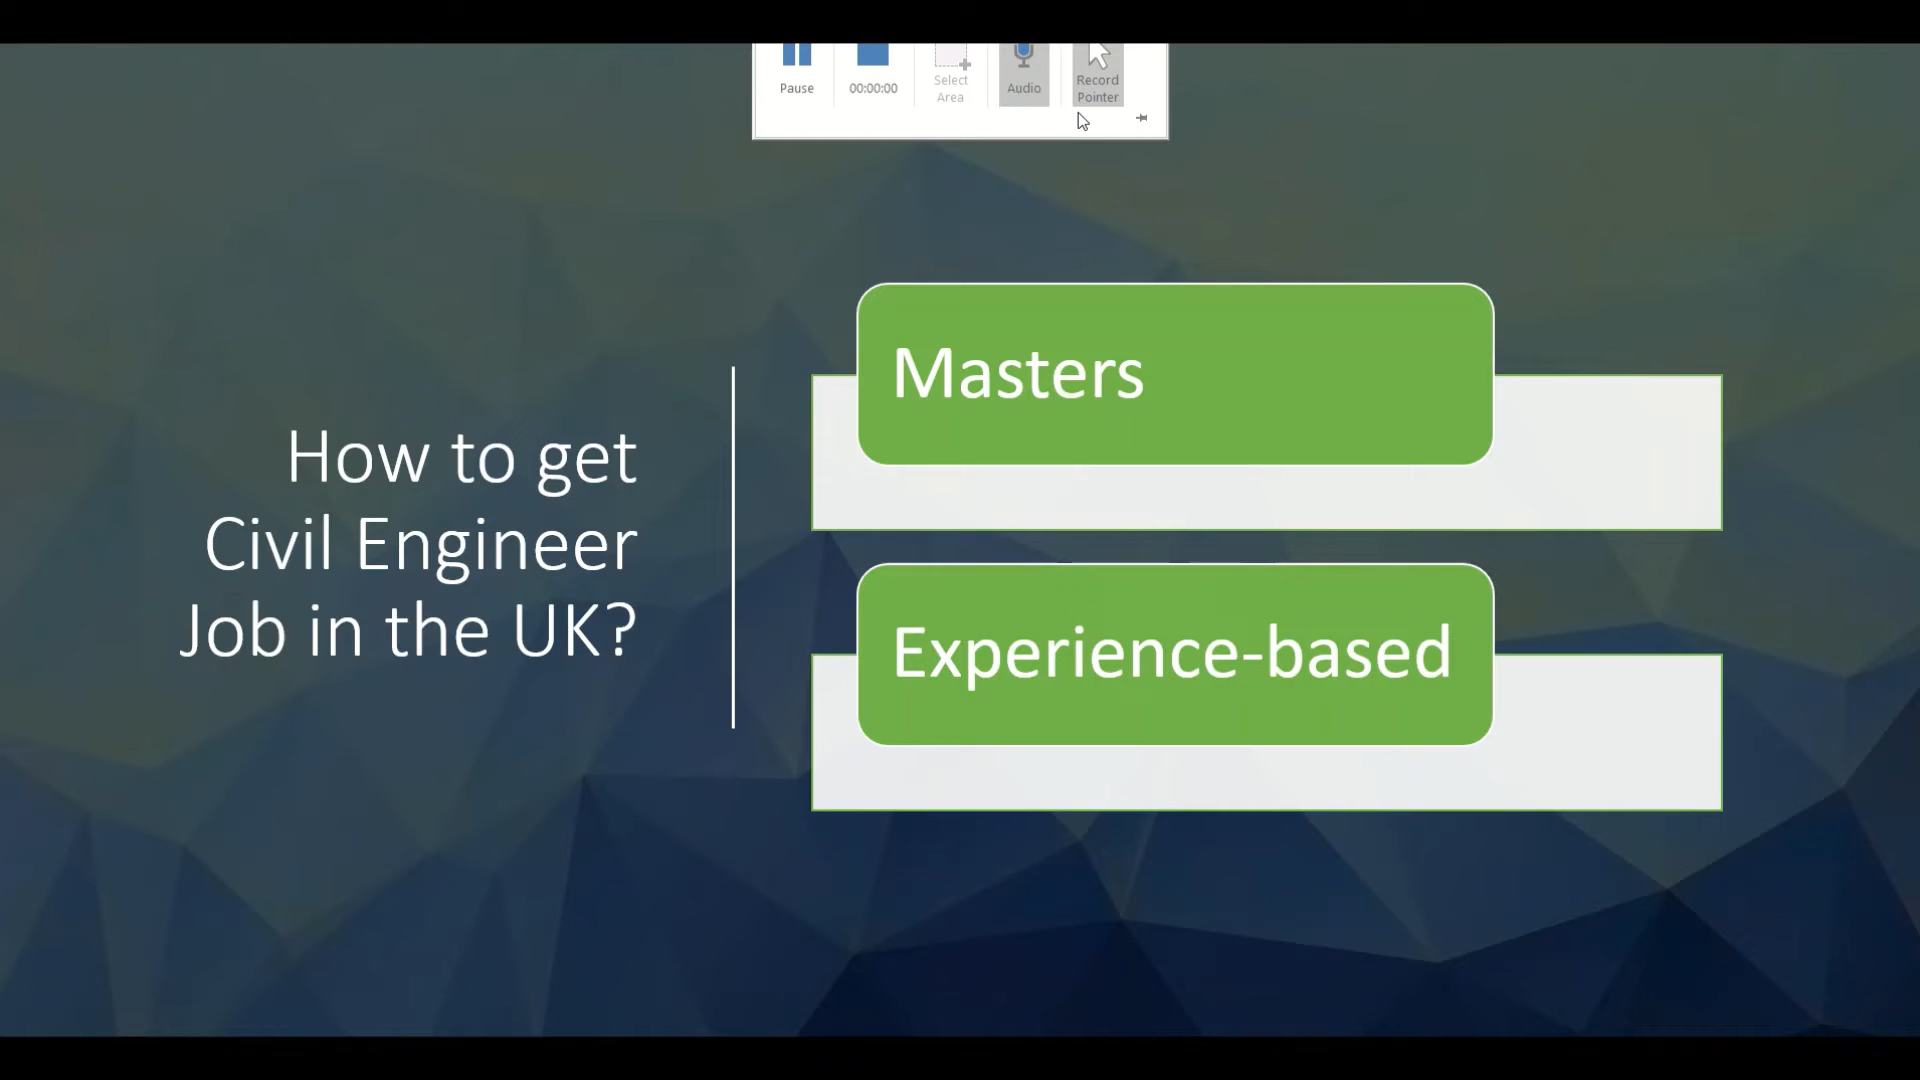 Pause
00:00:00
Select
Area
Audio
Record
Pointer
How to get
Civil Engineer
Job in the UK?
Masters
Experience-based